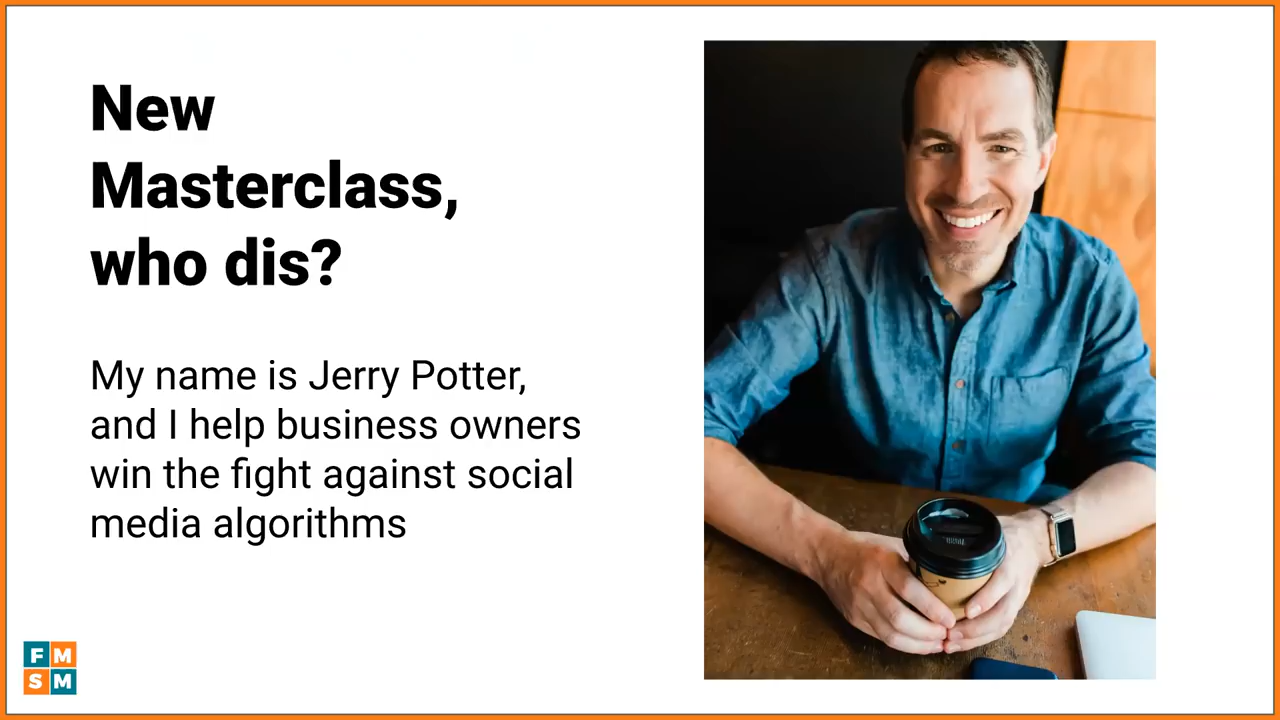 New
Masterclass,
who dis?
My name is Jerry Potter,
and I help business owners
win the fight against social
media algorithms
F M
S M